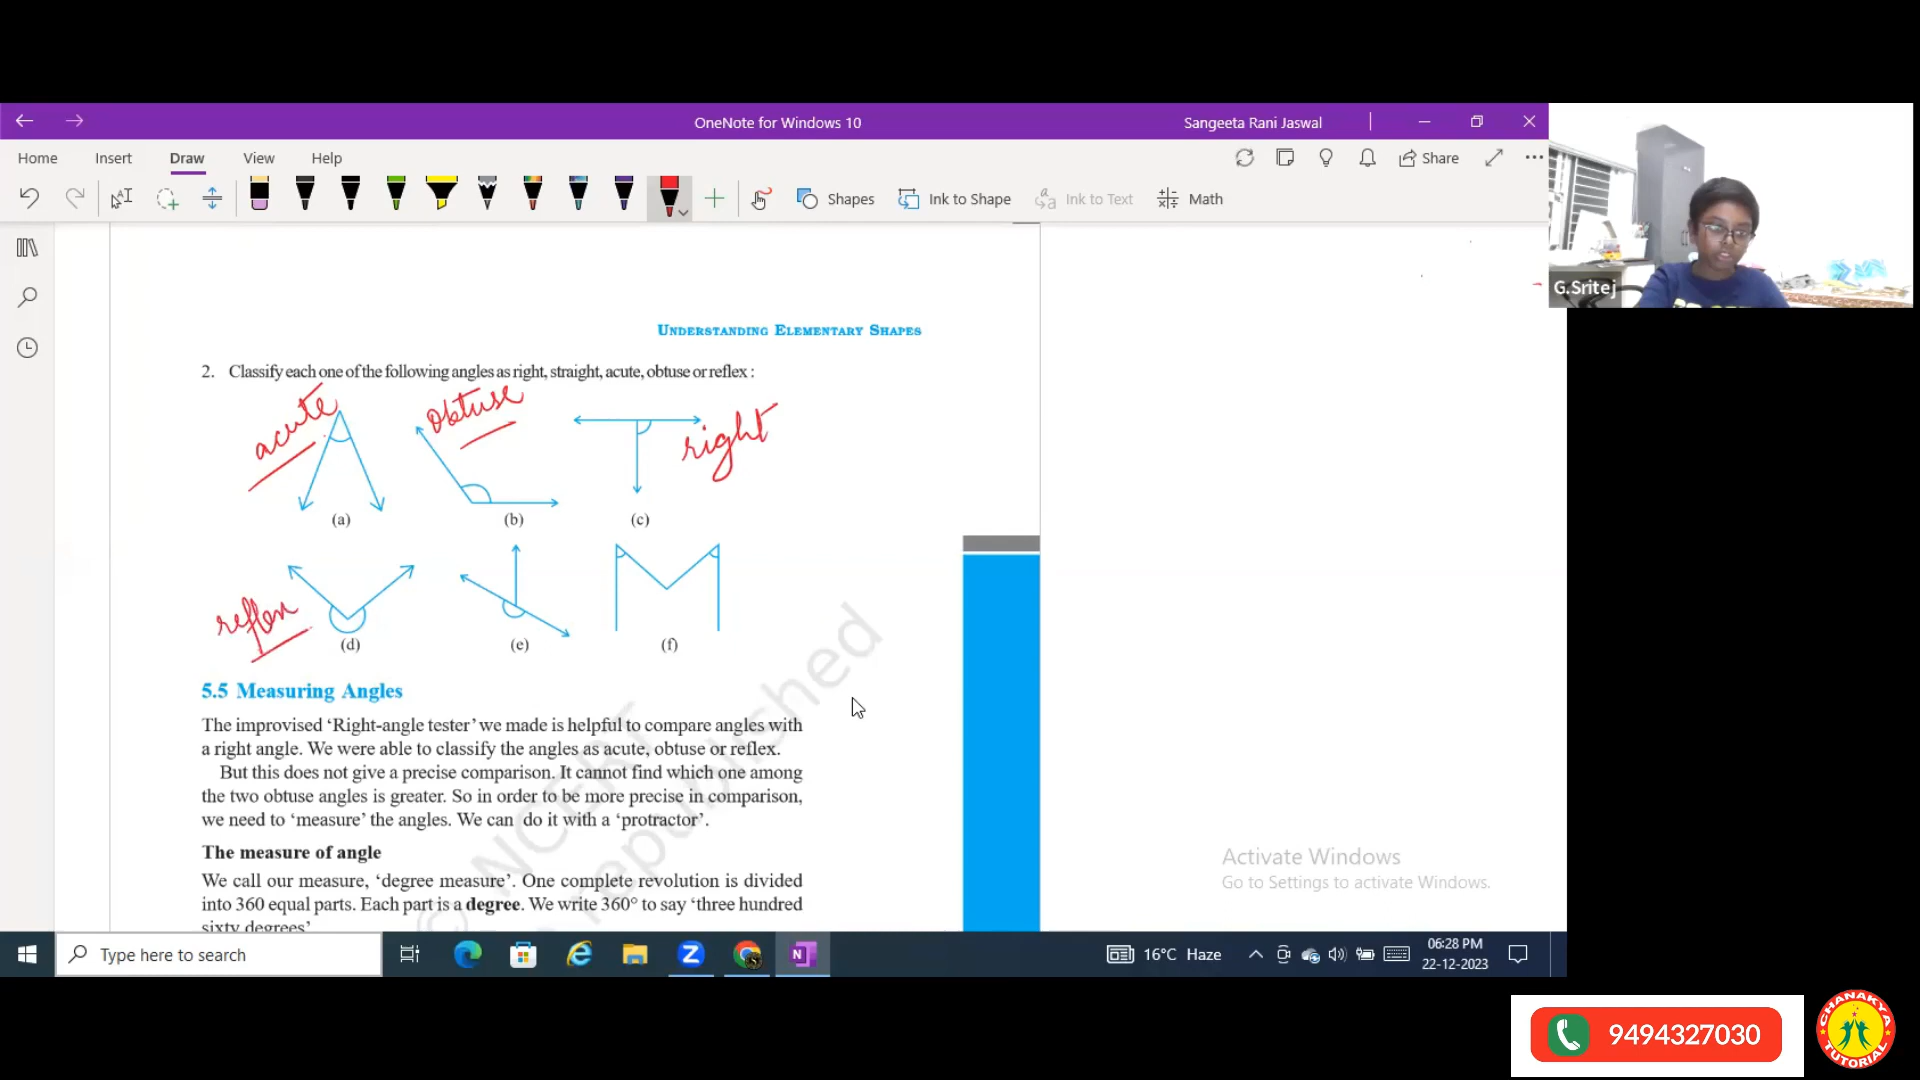 OneNote for Windows 10
Sangeeta Rani Jaswal
Home Insert Draw View Help
Share
Shapes Ink to Shape Ink to Text Math
G.Sritej
UNDERSTANDING ELEMENTARY SHAPES
2. Classify each one of the following angles as right, straight, acute, obtuse or reflex :
acute obtuse right
(a) (b) (c)
reflex
(d) (e) (f)
5.5 Measuring Angles
The improvised ‘Right-angle tester’ we made is helpful to compare angles with
a right angle. We were able to classify the angles as acute, obtuse or reflex.
But this does not give a precise comparison. It cannot find which one among
the two obtuse angles is greater. So in order to be more precise in comparison,
we need to ‘measure’ the angles. We can do it with a ‘protractor’.
The measure of angle
We call our measure, ‘degree measure’. One complete revolution is divided
into 360 equal parts. Each part is a degree. We write 360° to say ‘three hundred
sixty degrees’
© NCERT
republished
Activate Windows
Go to Settings to activate Windows.
Type here to search
16°C Haze
06:28 PM
22-12-2023
9494327030
CHANAKYA
TUTORIAL